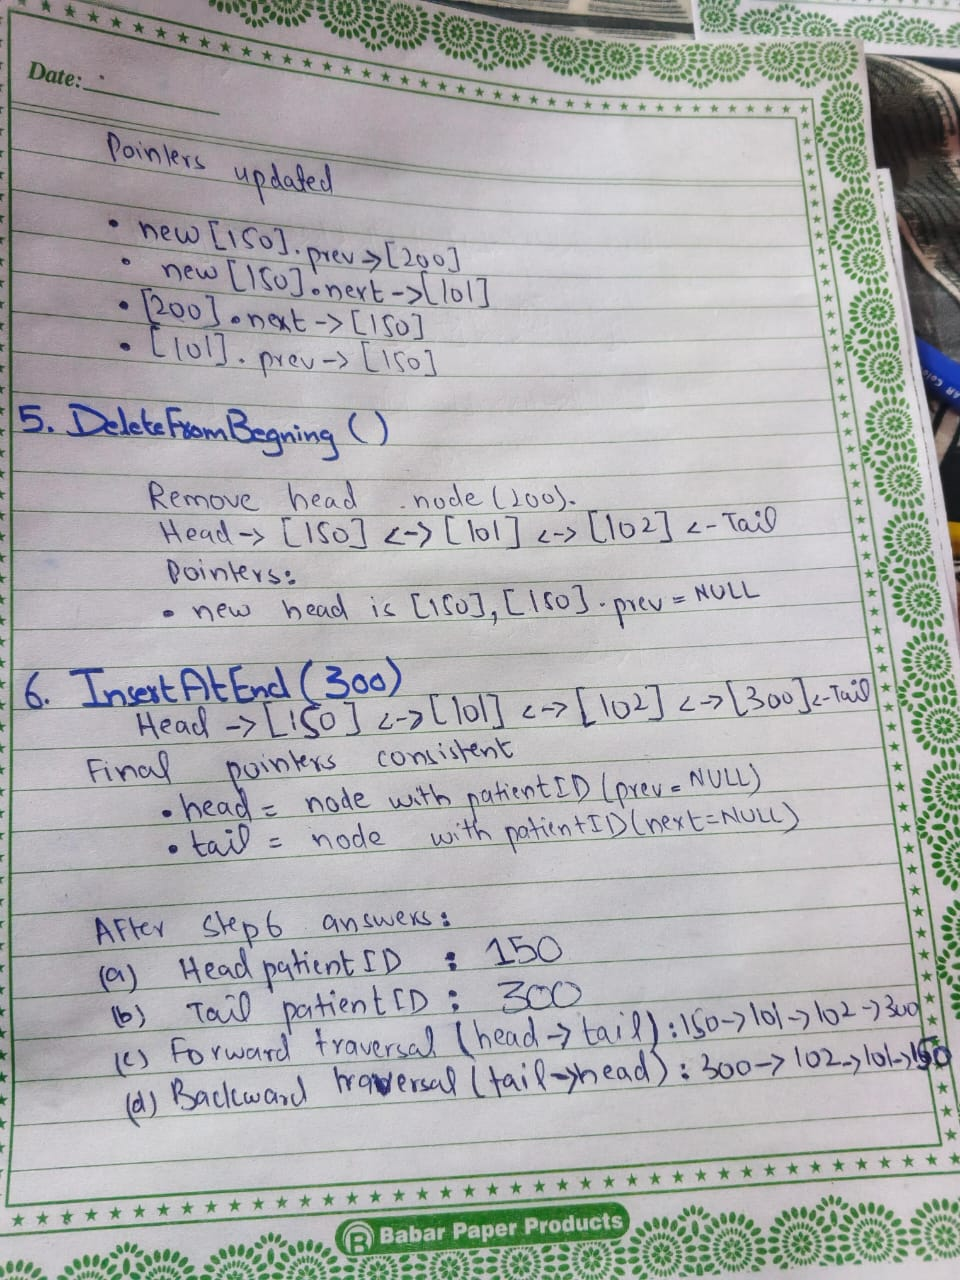 Date:
Pointers updated
• new [150].prev->[200]
• new [150].next->[101]
• [200].next->[150]
• [101].prev->[150]
5. DeleteFromBegning ()
Remove head node (200).
Head-> [150] <-> [101] <-> [102] <- Tail
Pointers:
• new head is [150], [150].prev = NULL
6. InsertAtEnd (300)
Head -> [150] <-> [101] <-> [102] <-> [300]<-Tail
Final pointers consistent
• head = node with patientID (prev = NULL)
• tail = node with patientID (next=NULL)
After step6 answers:
(a) Head patient ID : 150
(b) Tail patient ID : 300
(c) Forward traversal (head-> tail) : 150->101->102->300
(d) Backward traversal (tail->head) : 300->102->101->150
Babar Paper Products